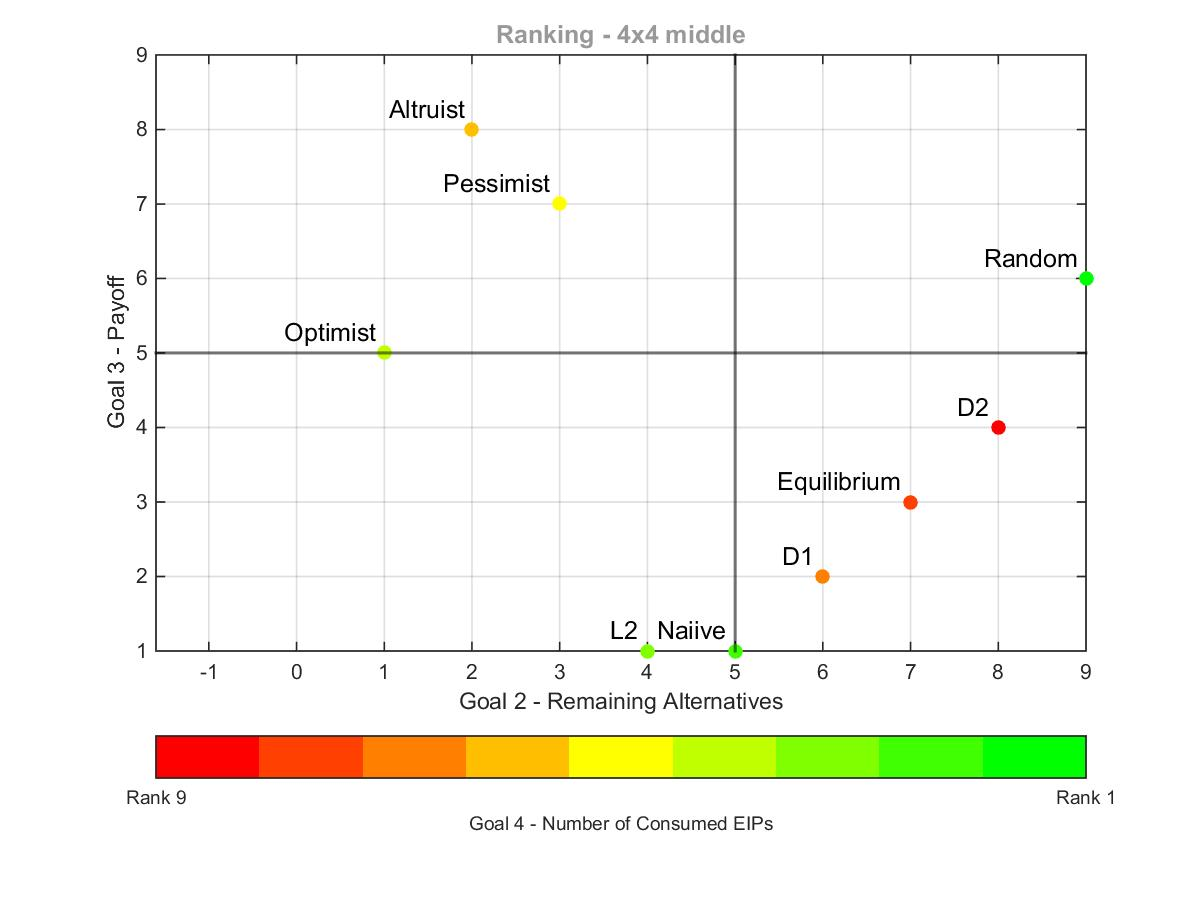 Ranking - 4x4 middle
9
Altruist
8
Pessimist
7
Random
6
Optimist
5
D2
4
Equilibrium
3
D1
2
L2 Naiive
1
-1 0 1 2 3 4 5 6 7 8 9
Goal 3 - Payoff
Goal 2 - Remaining Alternatives
Rank 9 Rank 1
Goal 4 - Number of Consumed EIPs